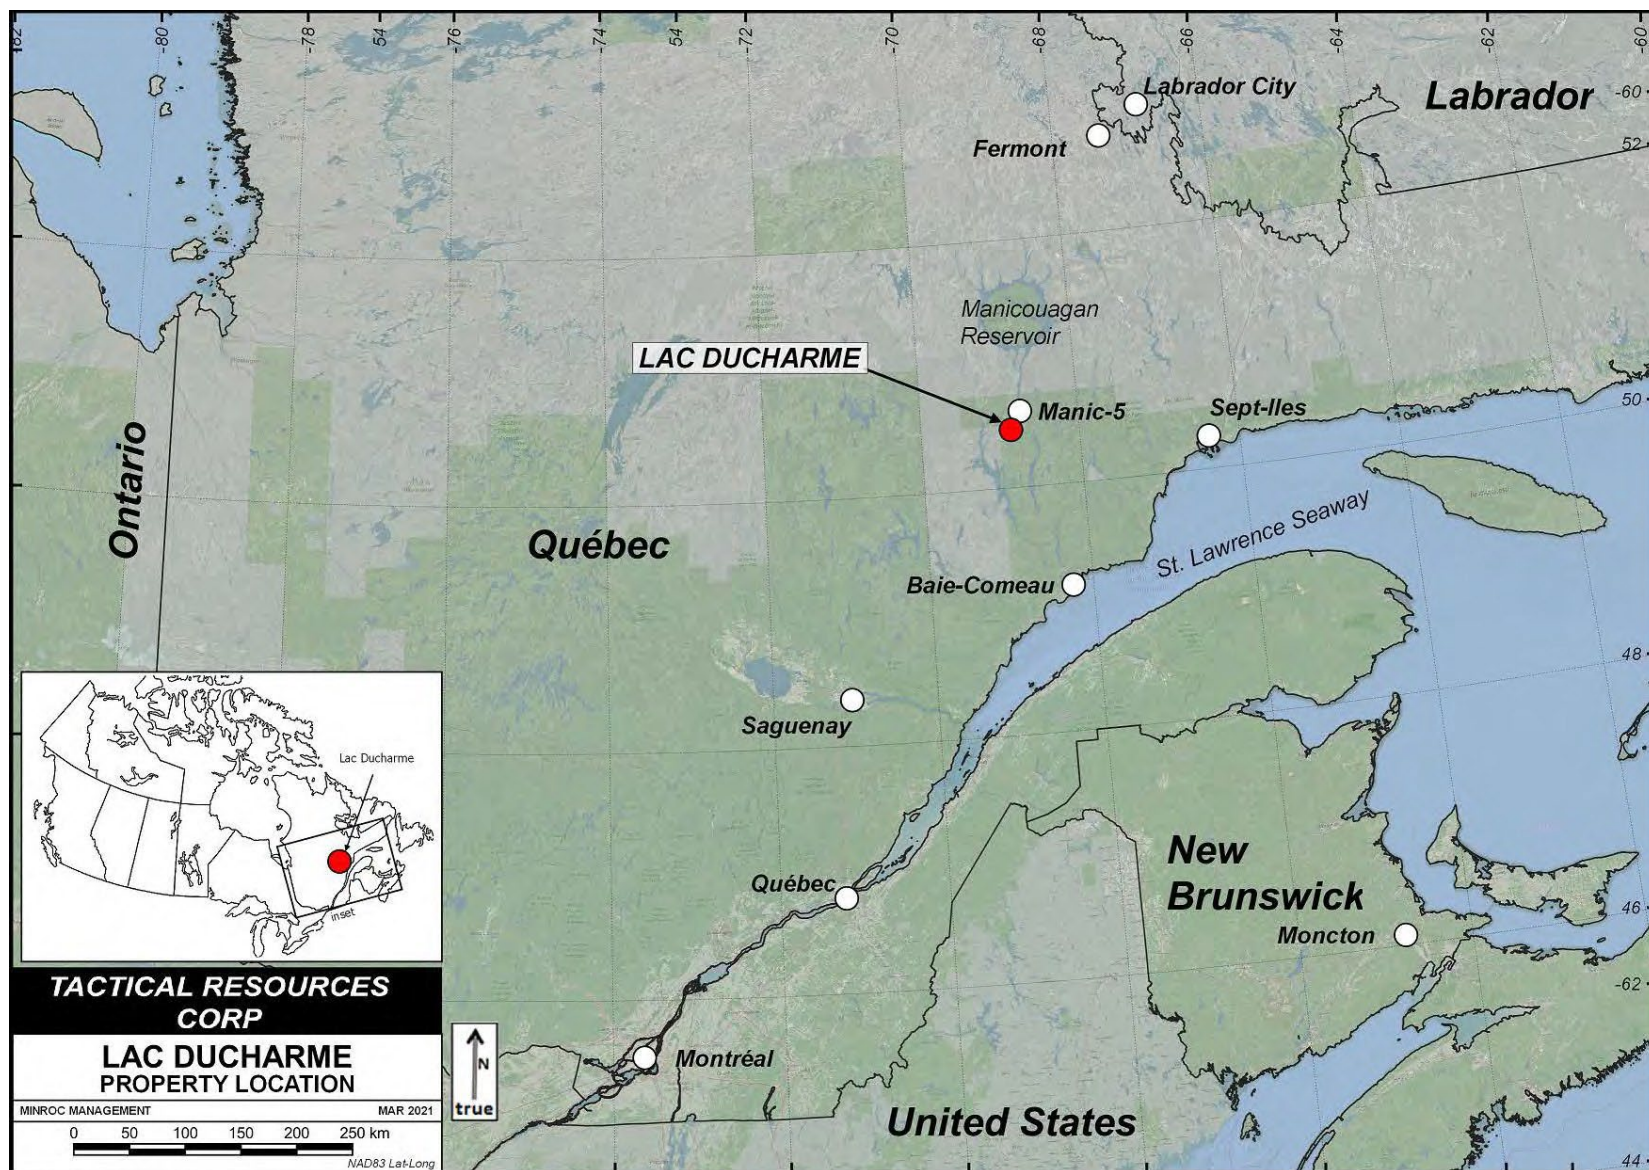 -82
-80
-78
-54
-76
-74
-54
-72
-70
-68
-66
-64
-62
-60
Labrador City
Labrador
-60
52
Fermont
Manicouagan
Reservoir
LAC DUCHARME
Manic-5
Sept-Iles
50
Ontario
Québec
St. Lawrence Seaway
Baie-Comeau
48
Saguenay
Lac Ducharme
inset
New
Brunswick
Québec
46
Moncton
-62
TACTICAL RESOURCES
CORP
LAC DUCHARME
PROPERTY LOCATION
MINROC MANAGEMENT MAR 2021
0 50 100 150 200 250 km
NAD83 Lat-Long
N
true
Montréal
United States
44